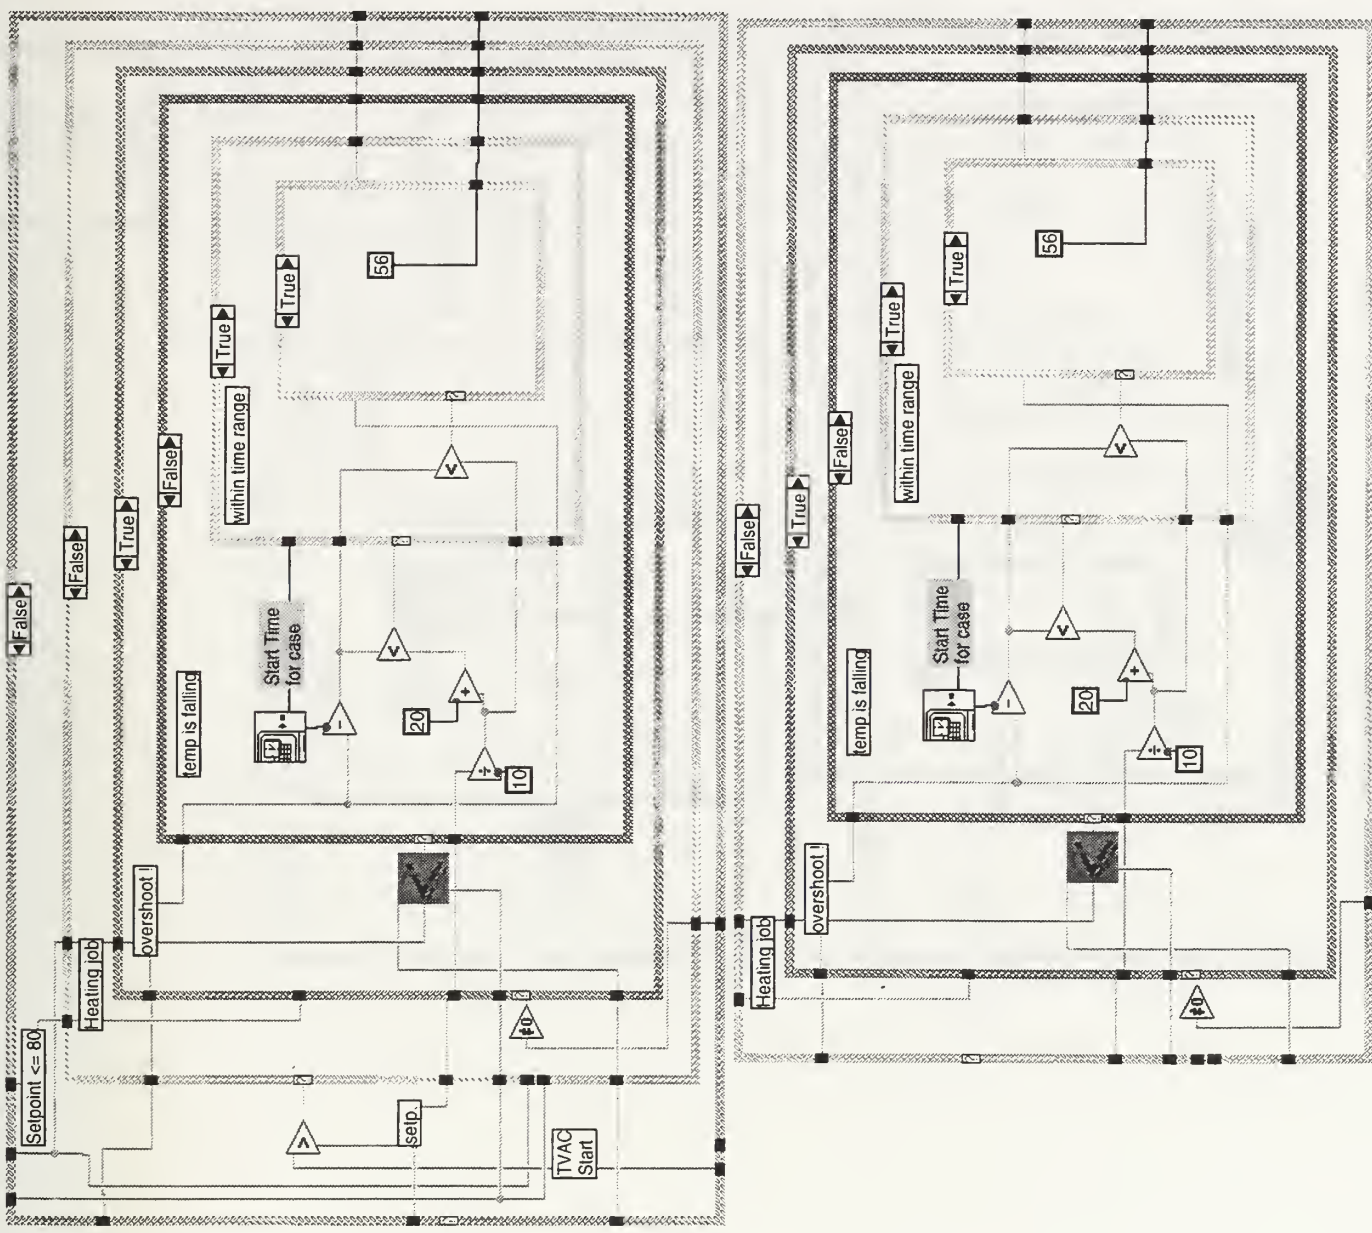 False
Setpoint <= 80
False
Heating job
True
overshoot !
False
temp is falling
True
within time range
Start Time
for case
True
-
<
20
+
÷
10
<
56
≠0
>
setp.
TVAC
Start
False
Heating job
True
overshoot !
False
temp is falling
True
within time range
Start Time
for case
True
-
<
20
+
÷
10
<
56
≠0